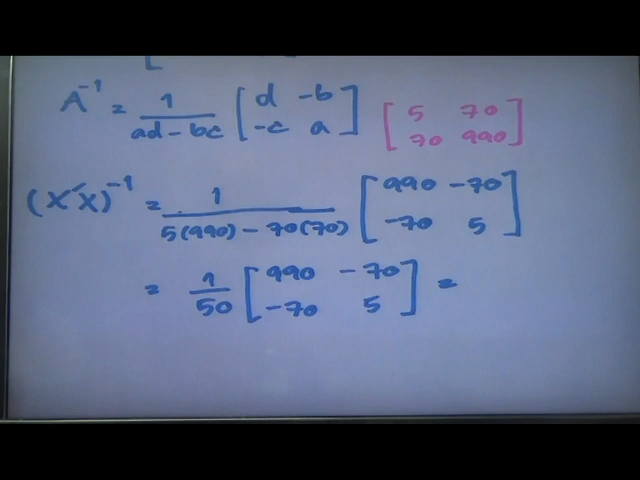 A⁻¹ = 1/(ad - bc) [d -b; -c a] [5 70; 70 990]
(X'X)⁻¹ = 1/(5(990) - 70(70)) [990 -70; -70 5]
= 1/50 [990 -70; -70 5] =